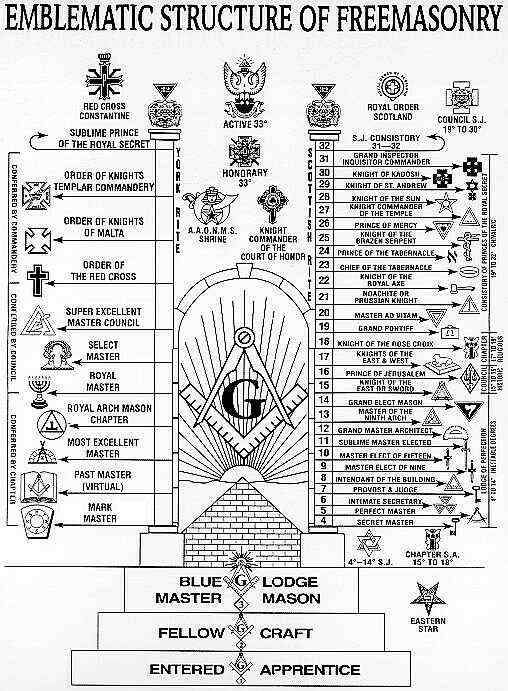 EMBLEMATIC STRUCTURE OF FREEMASONRY
RED CROSS
CONSTANTINE
ACTIVE 33°
ROYAL ORDER
SCOTLAND
COUNCIL S.J.
19° TO 30°
HONORARY
33°
A.A.O.N.M.S.
SHRINE
KNIGHT
COMMANDER
OF THE
COURT OF HONOR
YORK RITE
SCOTTISH RITE
SUBLIME PRINCE
OF THE ROYAL SECRET
CONFERRED BY COMMANDERY
ORDER OF KNIGHTS
TEMPLAR COMMANDERY
ORDER OF KNIGHTS
OF MALTA
ORDER OF THE
RED CROSS
CONFERRED BY COUNCIL
SUPER EXCELLENT
MASTER COUNCIL
SELECT
MASTER
ROYAL
MASTER
CONFERRED BY CHAPTER
ROYAL ARCH MASON
CHAPTER
MOST EXCELLENT
MASTER
PAST MASTER
(VIRTUAL)
MARK
MASTER
S.J. CONSISTORY
31—32
32
31 GRAND INSPECTOR
INQUISITOR COMMANDER
30 KNIGHT OF KADOSH
29 KNIGHT OF ST. ANDREW
28 KNIGHT OF THE SUN
27 KNIGHT COMMANDER
OF THE TEMPLE
26 PRINCE OF MERCY
25 KNIGHT OF THE
BRAZEN SERPENT
24 PRINCE OF THE TABERNACLE
23 CHIEF OF THE TABERNACLE
22 KNIGHT OF THE
ROYAL AXE
21 NOACHITE OR
PRUSSIAN KNIGHT
20 MASTER AD VITAM
19 GRAND PONTIFF
18 KNIGHT OF THE ROSE CROIX
17 KNIGHTS OF THE
EAST & WEST
16 PRINCE OF JERUSALEM
15 KNIGHT OF THE
EAST OR SWORD
14 GRAND ELECT MASON
13 MASTER OF THE
NINTH ARCH
12 GRAND MASTER ARCHITECT
11 SUBLIME MASTER ELECTED
10 MASTER ELECT OF FIFTEEN
9 MASTER ELECT OF NINE
8 INTENDANT OF THE BUILDING
7 PROVOST & JUDGE
6 INTIMATE SECRETARY
5 PERFECT MASTER
4 SECRET MASTER
CONSISTORY OF PRINCES OF THE ROYAL SECRET
COUNCIL CHAPTER
LODGE OF PERFECTION
4° TO 14° INEFFABLE DEGREES
4°–14° S.J.
CHAPTER S.A.
15° TO 18°
EASTERN
STAR
G
BLUE G LODGE
MASTER 3 MASON
FELLOW G CRAFT
ENTERED G APPRENTICE